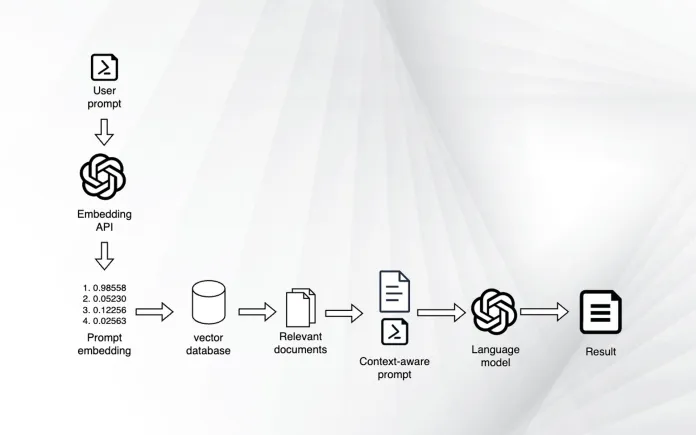 User
prompt
Embedding
API
1. 0.98558
2. 0.05230
3. 0.12256
4. 0.02563
Prompt
embedding
vector
database
Relevant
documents
Context-aware
prompt
Language
model
Result